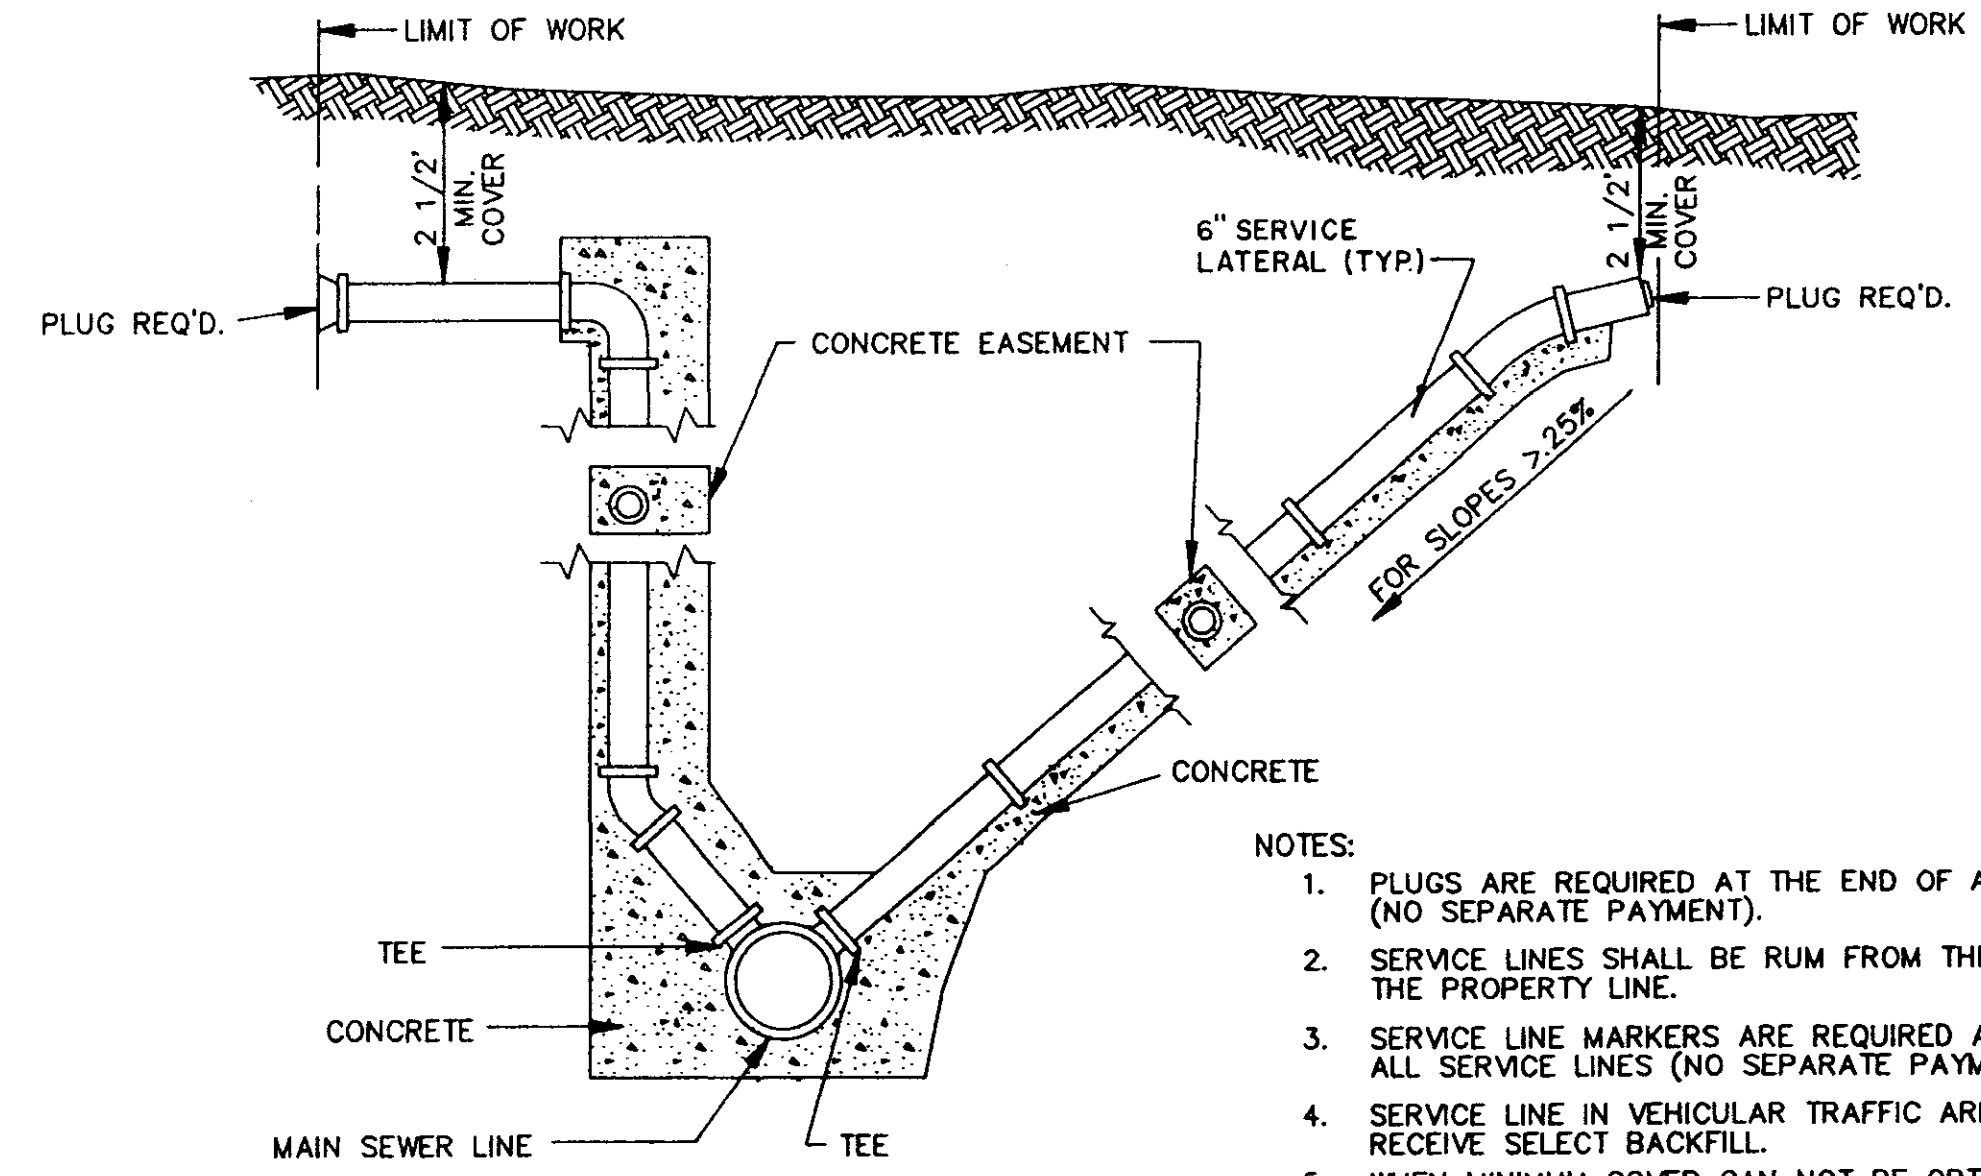 LIMIT OF WORK
LIMIT OF WORK
2 1/2'
MIN.
COVER
2 1/2'
MIN.
COVER
6" SERVICE
LATERAL (TYP.)
PLUG REQ'D.
PLUG REQ'D.
CONCRETE EASEMENT
FOR SLOPES >.25%
CONCRETE
TEE
CONCRETE
MAIN SEWER LINE
TEE
NOTES:
1. PLUGS ARE REQUIRED AT THE END OF
(NO SEPARATE PAYMENT).
2. SERVICE LINES SHALL BE RUM FROM
THE PROPERTY LINE.
3. SERVICE LINE MARKERS ARE REQUIRED
ALL SERVICE LINES (NO SEPARATE
4. SERVICE LINE IN VEHICULAR TRAFFIC
RECEIVE SELECT BACKFILL.